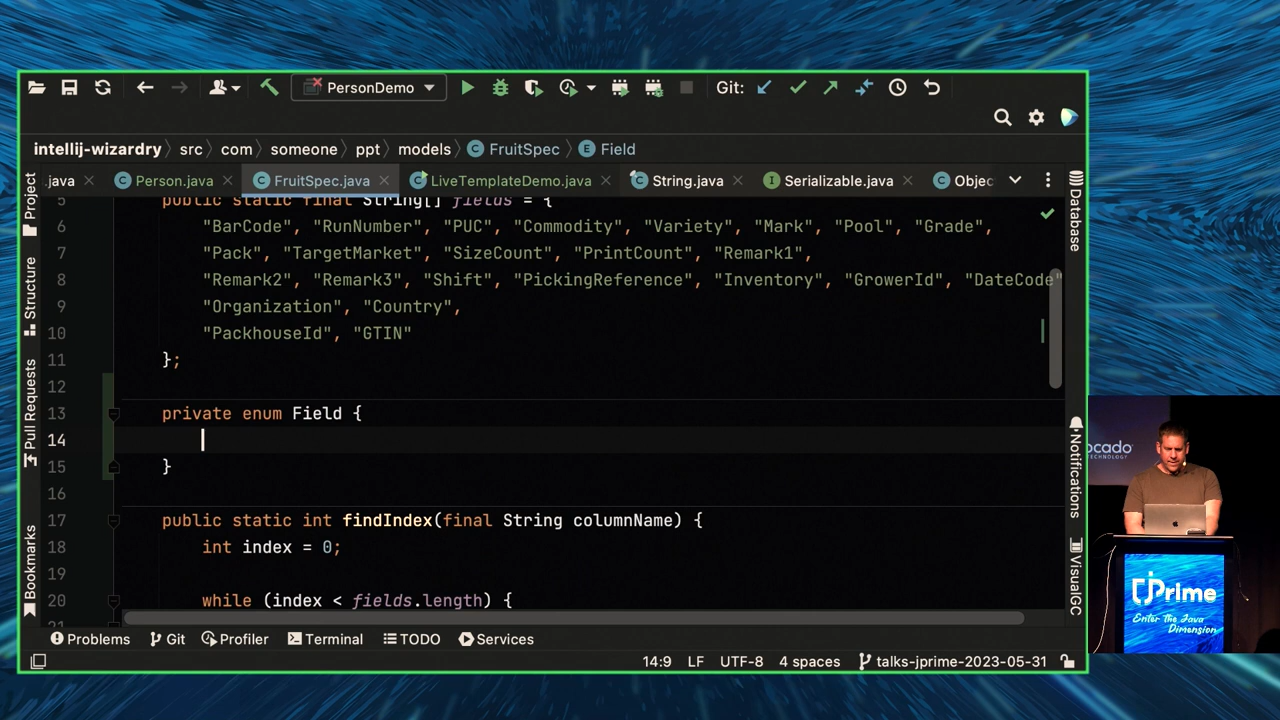 PersonDemo
Git:
intellij-wizardry 〉 src 〉 com 〉 someone 〉 ppt 〉 models 〉 FruitSpec 〉 Field
.java Person.java FruitSpec.java LiveTemplateDemo.java String.java Serializable.java Objec
5 public static final String[] fields = {
6 "BarCode", "RunNumber", "PUC", "Commodity", "Variety", "Mark", "Pool", "Grade",
7 "Pack", "TargetMarket", "SizeCount", "PrintCount", "Remark1",
8 "Remark2", "Remark3", "Shift", "PickingReference", "Inventory", "GrowerId", "DateCode"
9 "Organization", "Country",
10 "PackhouseId", "GTIN"
11 };
12
13 private enum Field {
14
15 }
16
17 public static int findIndex(final String columnName) {
18 int index = 0;
19
20 while (index < fields.length) {
Project
Structure
Pull Requests
Bookmarks
Database
Notifications
VisualGC
Problems Git Profiler Terminal TODO Services
14:9 LF UTF-8 4 spaces talks-jprime-2023-05-31
ocado
TECHNOLOGY
jPrime
Enter The Java
Dimension